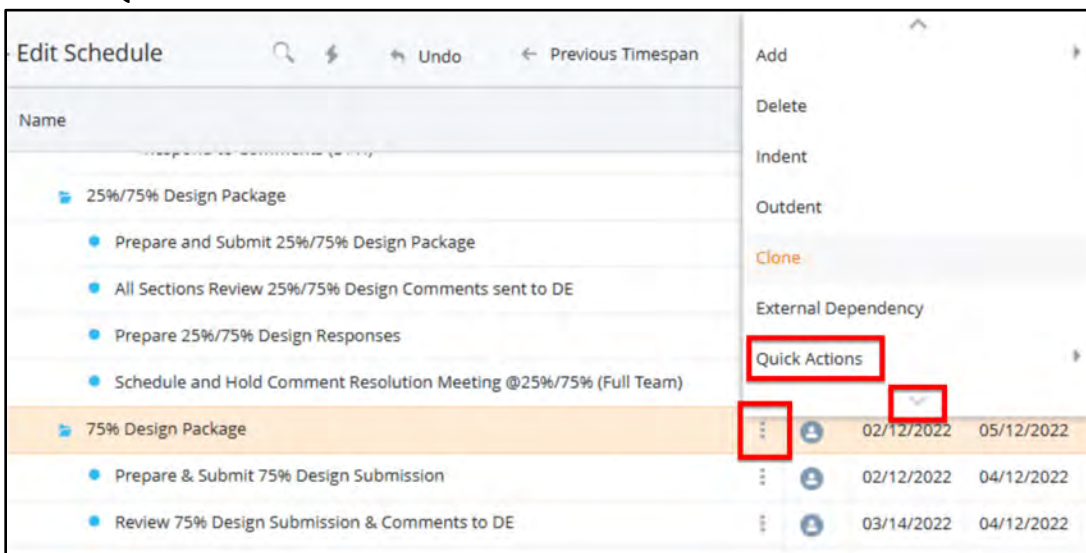 Edit Schedule
Undo
Previous Timespan
Name
25%/75% Design Package
Prepare and Submit 25%/75% Design Package
All Sections Review 25%/75% Design Comments sent to DE
Prepare 25%/75% Design Responses
Schedule and Hold Comment Resolution Meeting @25%/75% (Full Team)
75% Design Package 02/12/2022 05/12/2022
Prepare & Submit 75% Design Submission 02/12/2022 04/12/2022
Review 75% Design Submission & Comments to DE 03/14/2022 04/12/2022
Add
Delete
Indent
Outdent
Clone
External Dependency
Quick Actions